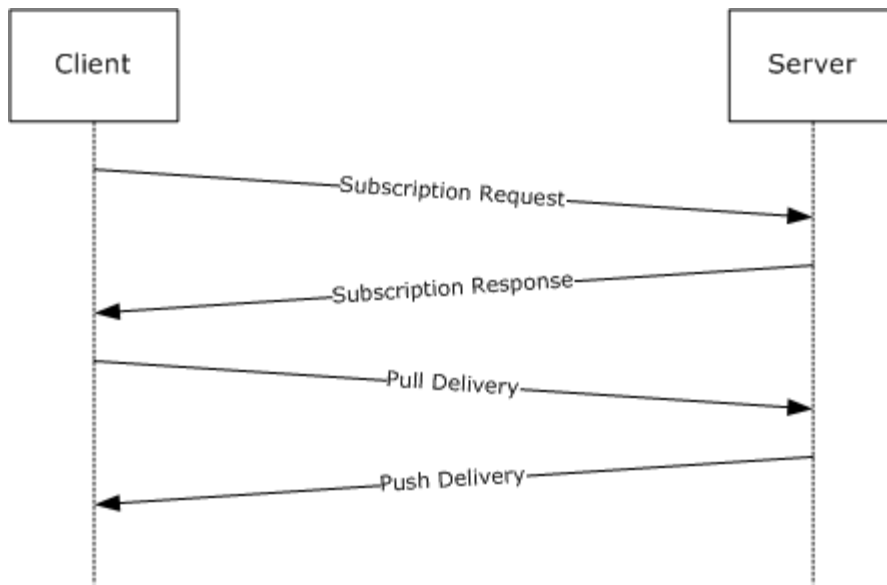 Client
Server
Subscription Request
Subscription Response
Pull Delivery
Push Delivery